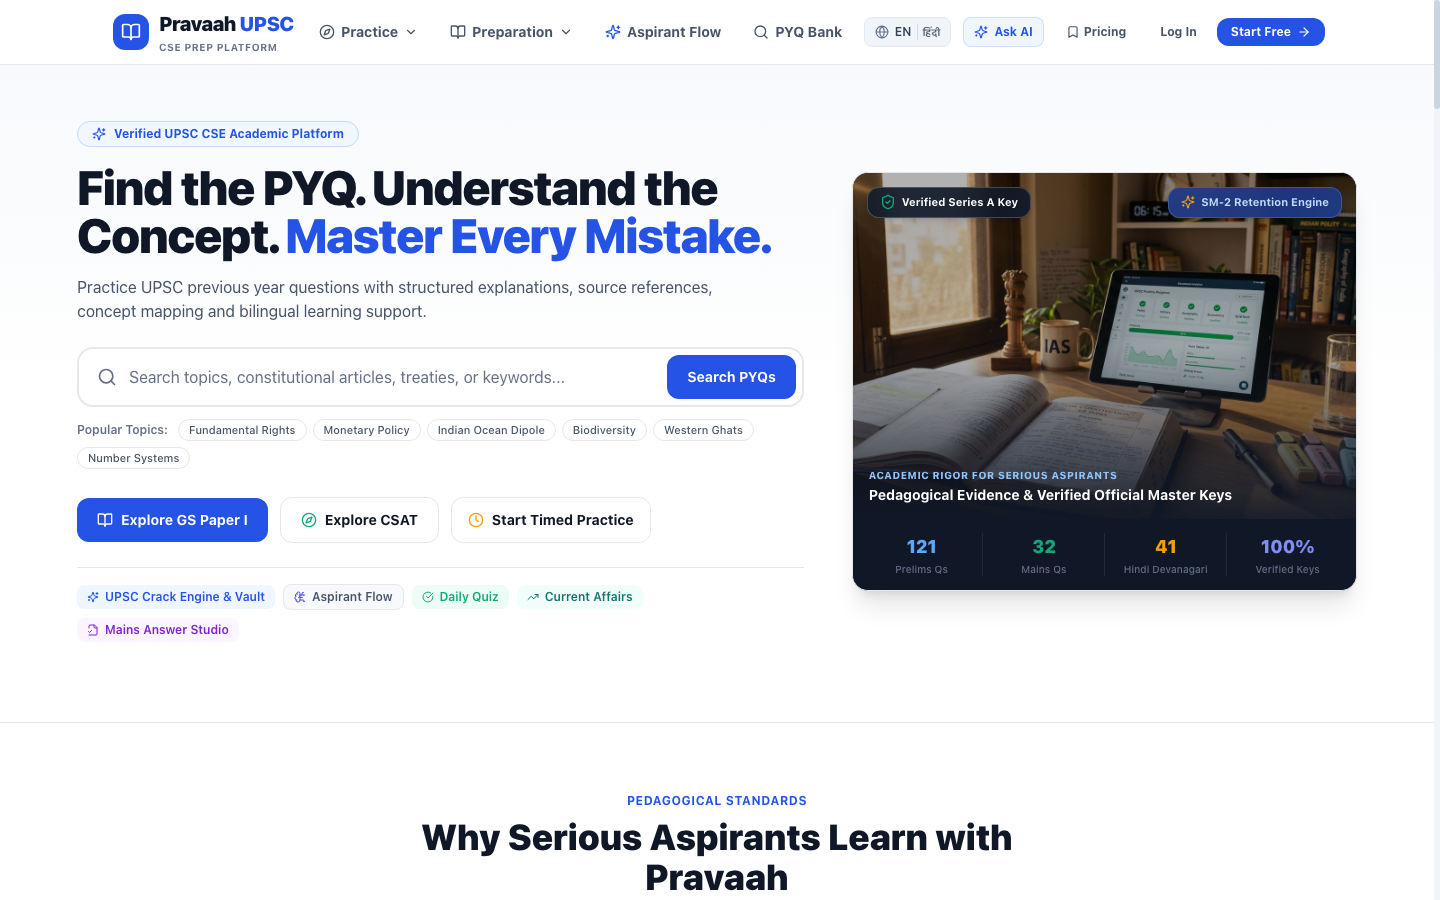 Pravaah UPSC
CSE PREP PLATFORM
Practice
Preparation
Aspirant Flow
PYQ Bank
EN | हिंदी
Ask AI
Pricing
Log In
Start Free
Verified UPSC CSE Academic Platform
Find the PYQ. Understand the
Concept. Master Every Mistake.
Practice UPSC previous year questions with structured explanations, source references,
concept mapping and bilingual learning support.
Search topics, constitutional articles, treaties, or keywords...
Search PYQs
Popular Topics:
Fundamental Rights
Monetary Policy
Indian Ocean Dipole
Biodiversity
Western Ghats
Number Systems
Explore GS Paper I
Explore CSAT
Start Timed Practice
UPSC Crack Engine & Vault
Aspirant Flow
Daily Quiz
Current Affairs
Mains Answer Studio
Verified Series A Key
SM-2 Retention Engine
IAS
ACADEMIC RIGOR FOR SERIOUS ASPIRANTS
Pedagogical Evidence & Verified Official Master Keys
121
Prelims Qs
32
Mains Qs
41
Hindi Devanagari
100%
Verified Keys
PEDAGOGICAL STANDARDS
Why Serious Aspirants Learn with
Pravaah